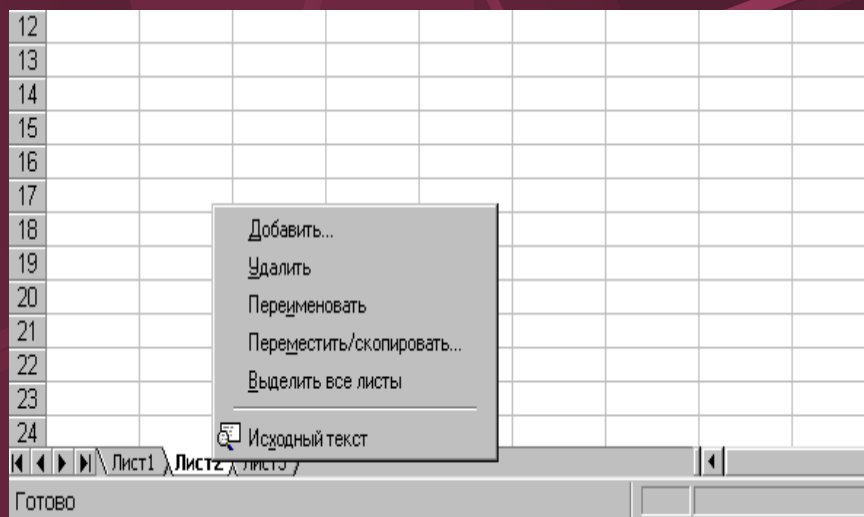 12
13
14
15
16
17
18
19
20
21
22
23
24
Добавить...
Удалить
Переименовать
Переместить/скопировать...
Выделить все листы
Исходный текст
Лист1 Лист2 Лист3
Готово